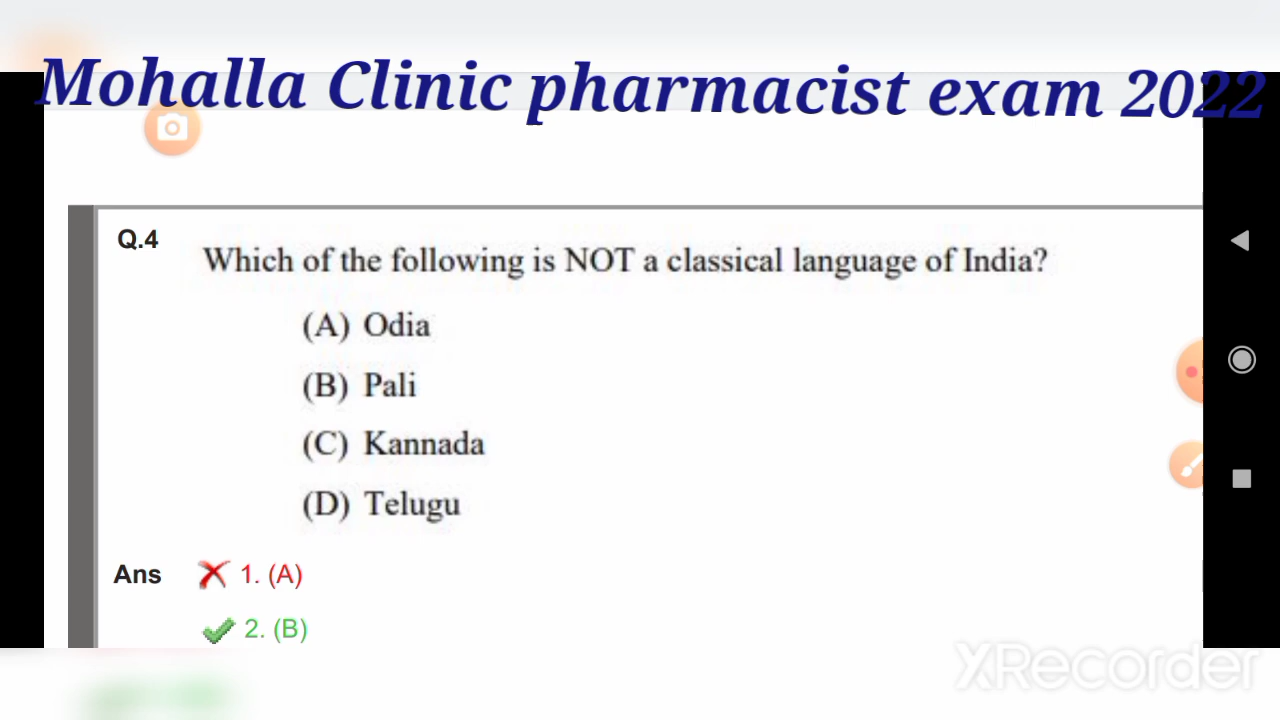 Mohalla Clinic pharmacist exam 2022
Q.4
Which of the following is NOT a classical language of India?
(A) Odia
(B) Pali
(C) Kannada
(D) Telugu
Ans 1. (A)
2. (B)
XRecorder